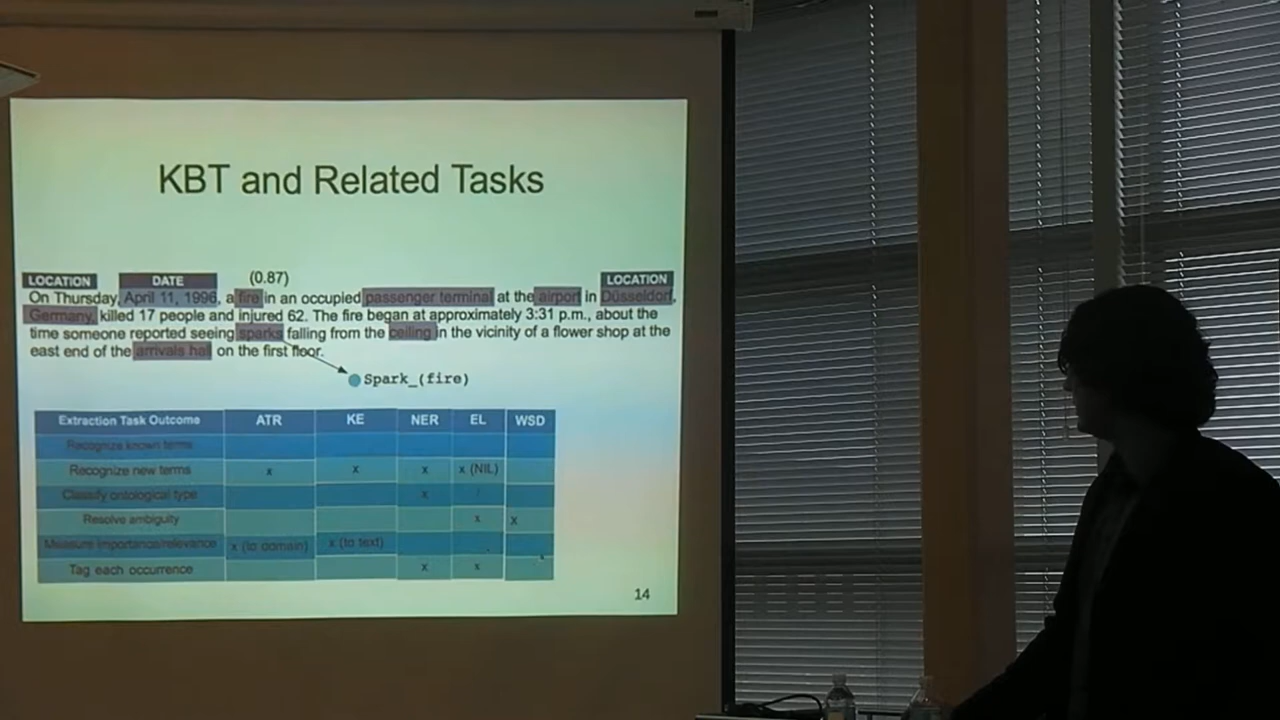 KBT and Related Tasks
LOCATION DATE (0.87) LOCATION
On Thursday, April 11, 1996, a fire in an occupied passenger terminal at the airport in Düsseldorf,
Germany, killed 17 people and injured 62. The fire began at approximately 3:31 p.m., about the
time someone reported seeing sparks falling from the ceiling in the vicinity of a flower shop at the
east end of the arrivals hall on the first floor.
Spark_(fire)
Extraction Task Outcome ATR KE NER EL WSD
Recognize known terms
Recognize new terms x x x x (NIL)
Classify ontological type x
Resolve ambiguity x x
Measure importance/relevance x (to domain) x (to text)
Tag each occurrence x x
14